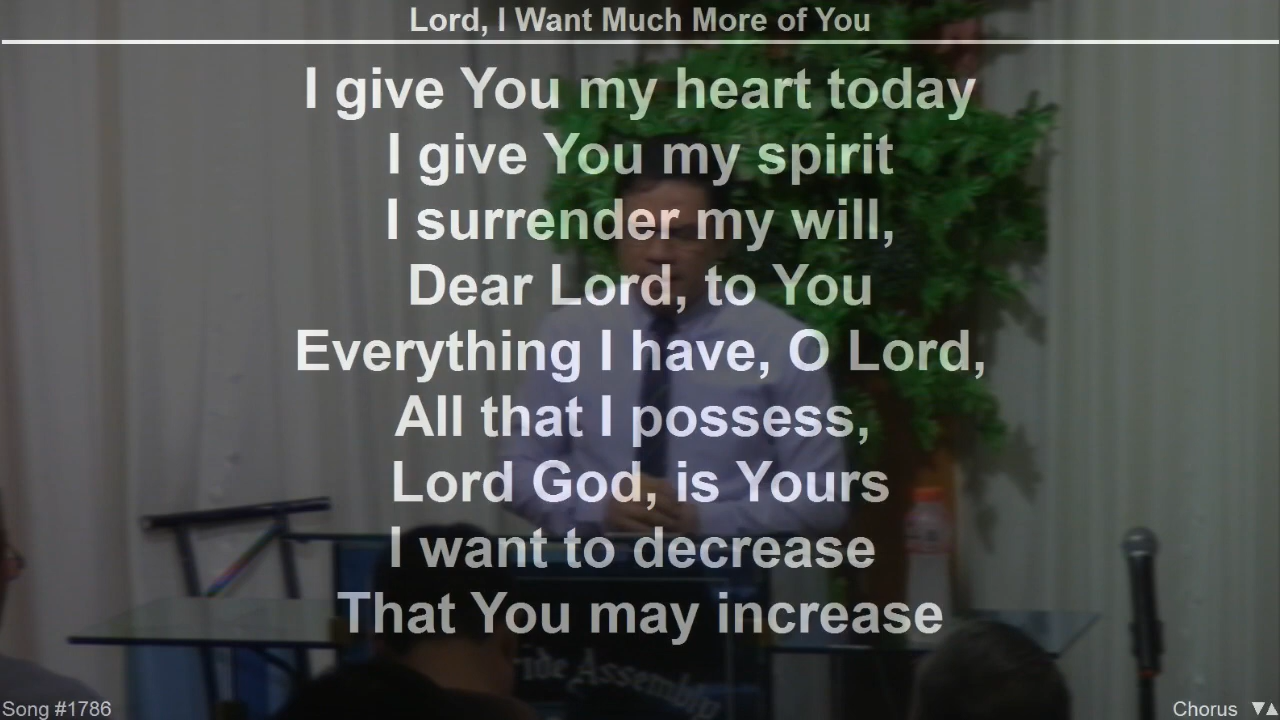 Lord, I Want Much More of You
I give You my heart today
I give You my spirit
I surrender my will,
Dear Lord, to You
Everything I have, O Lord,
All that I possess,
Lord God, is Yours
I want to decrease
That You may increase
ide Assembly
Song #1786
Chorus ▼▲